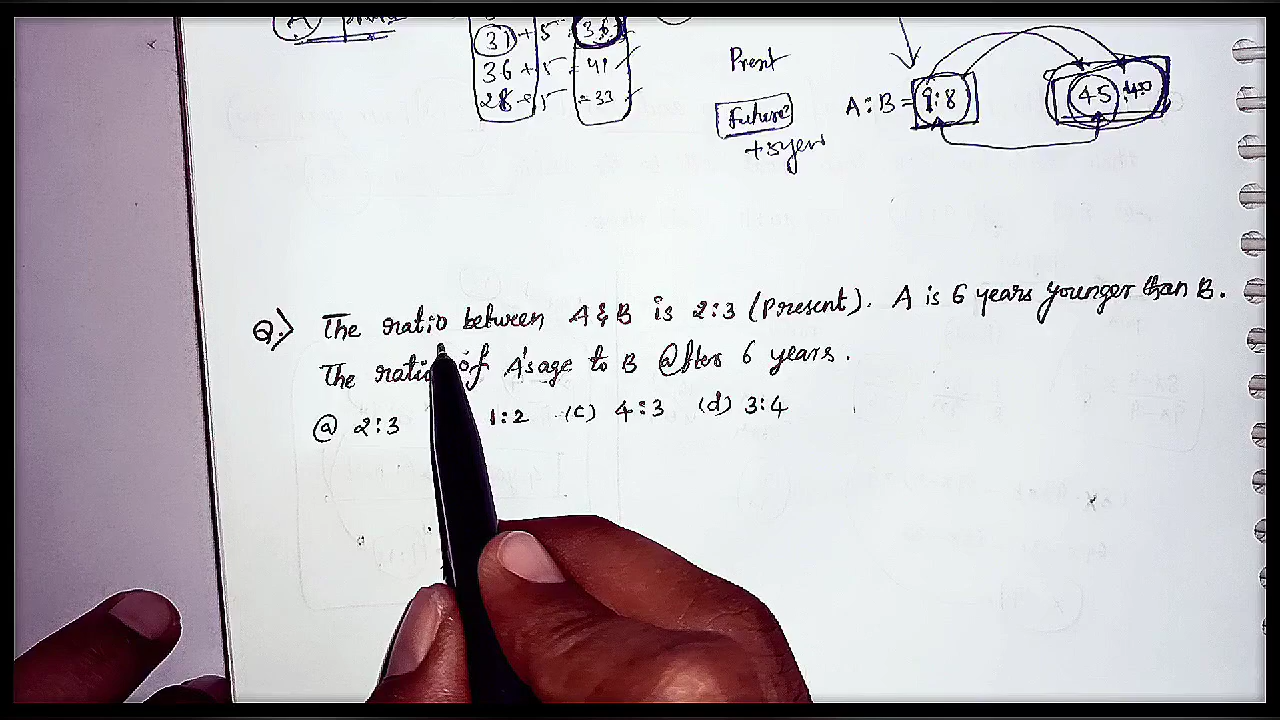 31 + 5 36
36 + 5 = 41
28 + 5 = 33
Present
Future?
+5 years
A : B = 9:8
45 : 40
Q.) The ratio between A & B is 2:3 (Present). A is 6 years younger than B.
The ratio of A's age to B After 6 years.
(a) 2:3 1:2 (c) 4:3 (d) 3:4